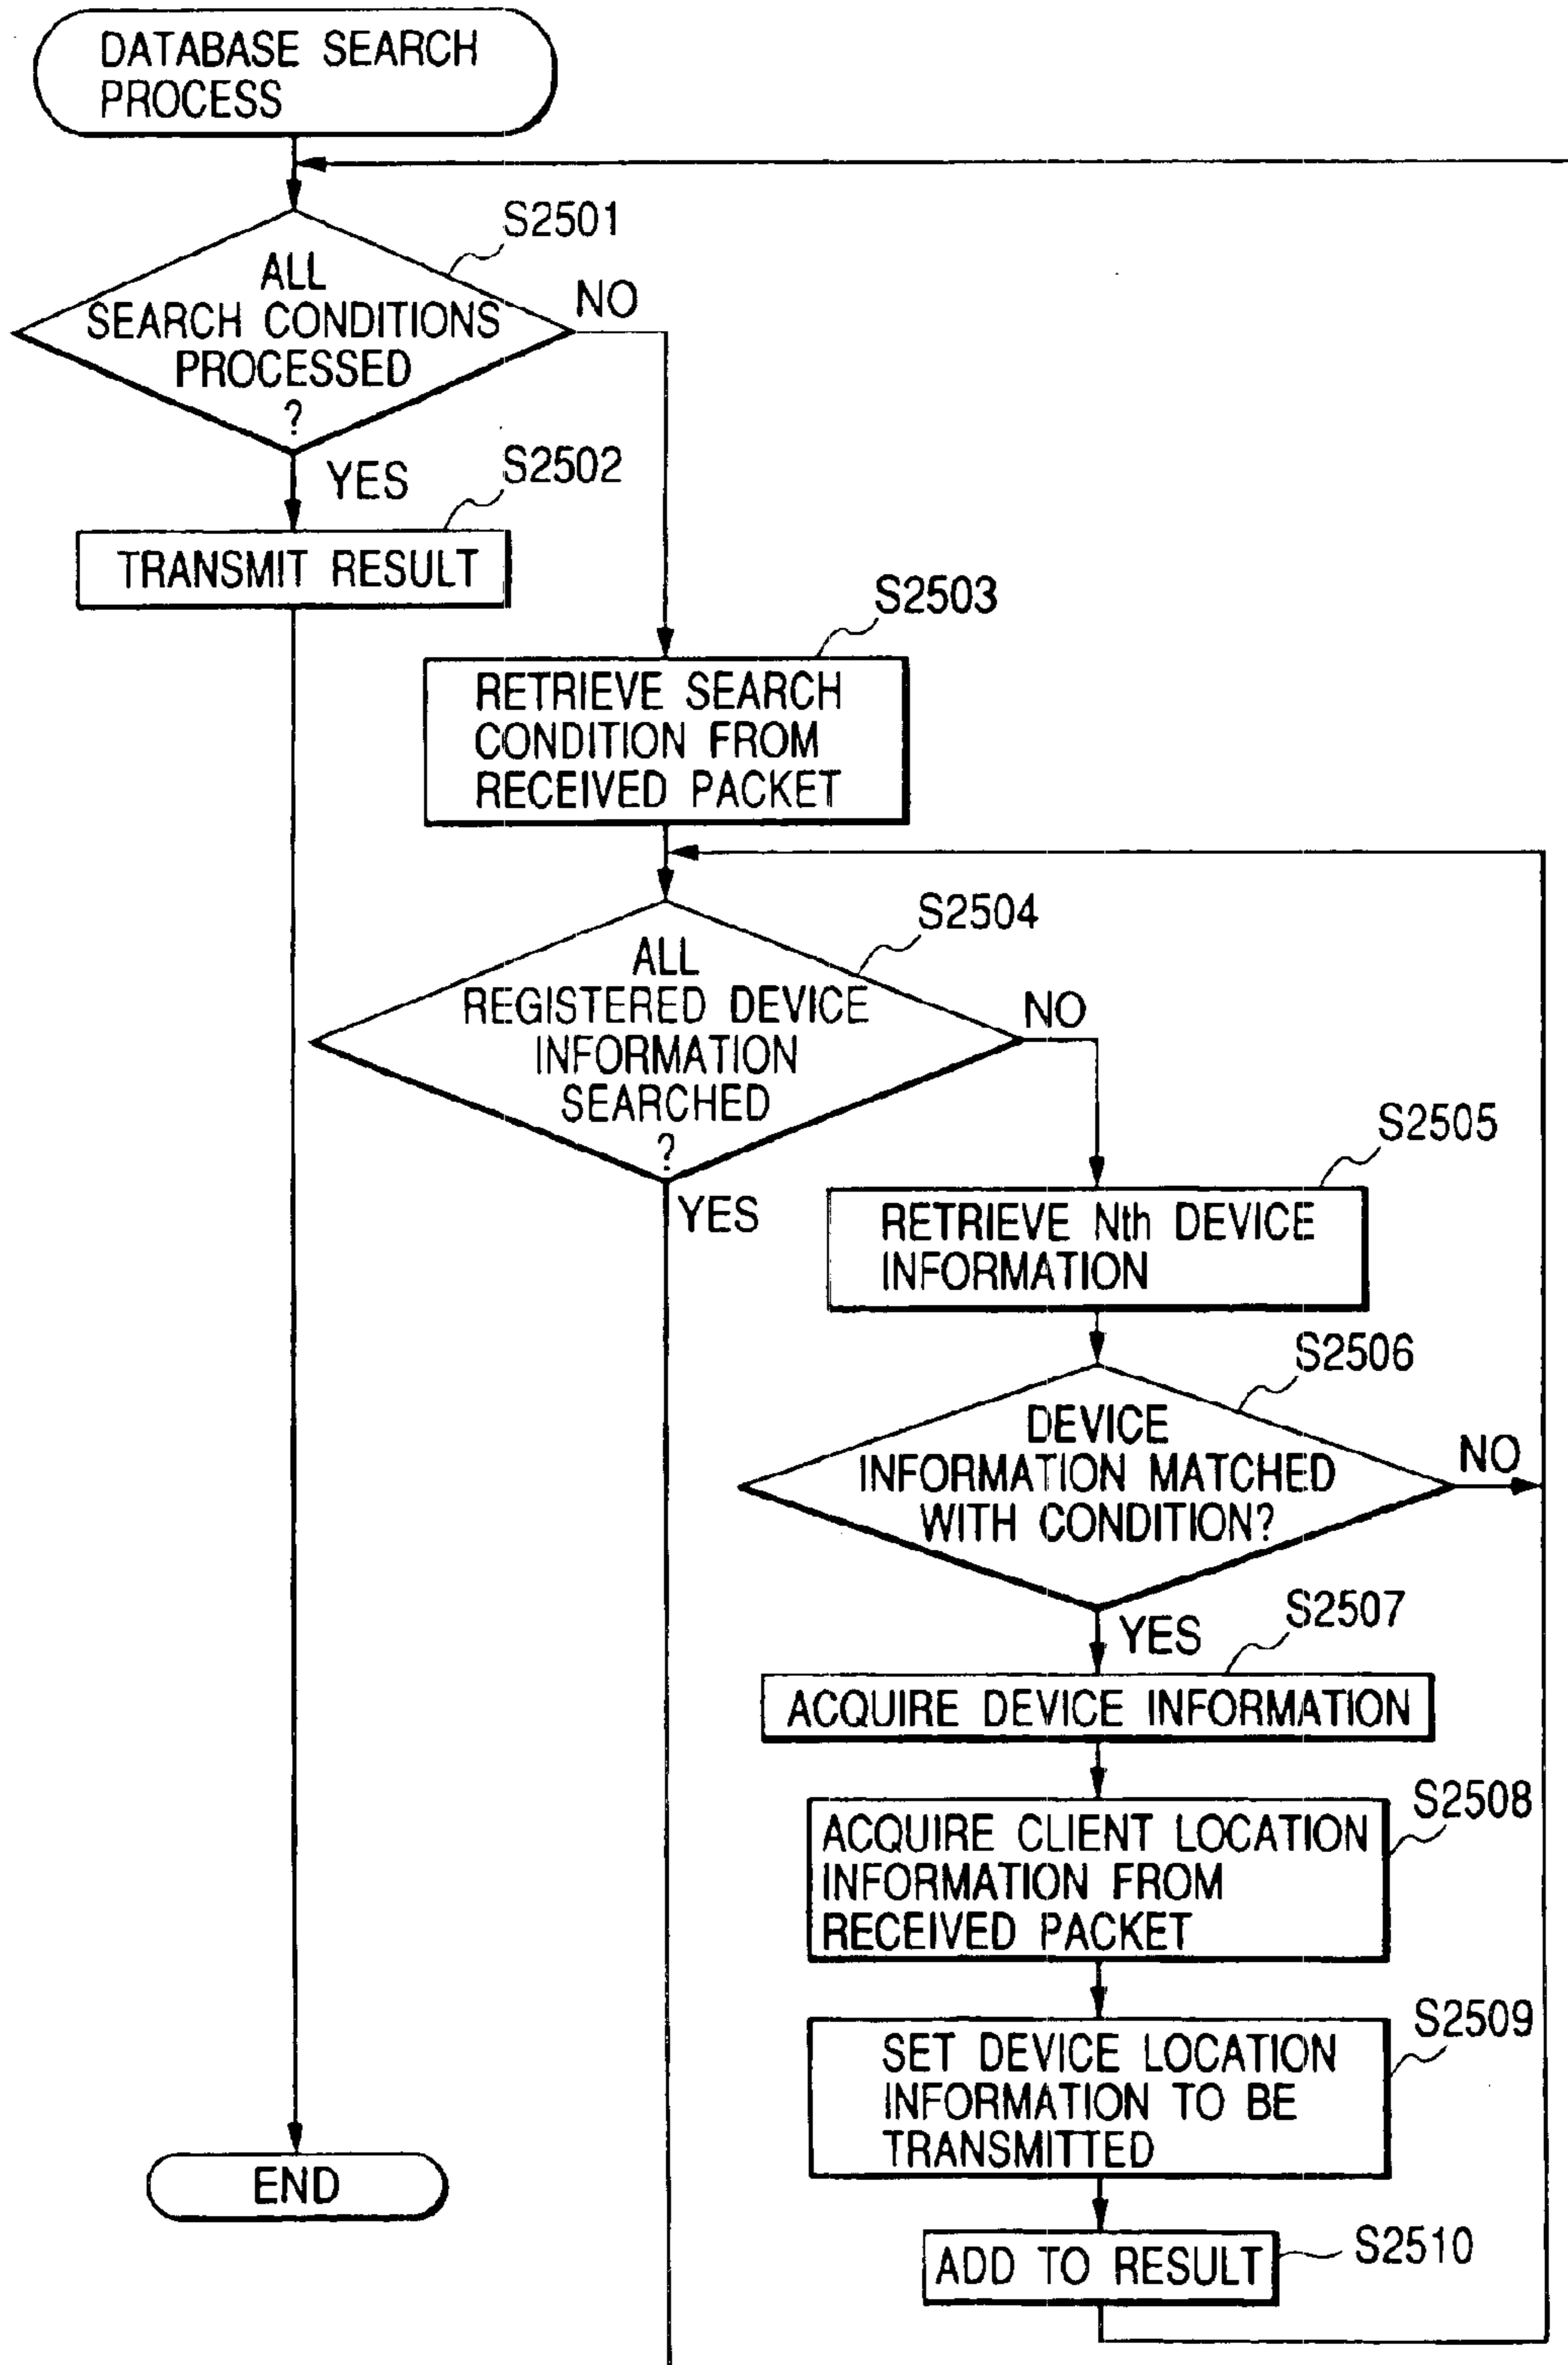 DATABASE SEARCH
PROCESS
S2501
ALL
SEARCH CONDITIONS
PROCESSED
?
NO
YES
S2502
TRANSMIT RESULT
S2503
RETRIEVE SEARCH
CONDITION FROM
RECEIVED PACKET
S2504
ALL
REGISTERED DEVICE
INFORMATION
SEARCHED
?
NO
YES
S2505
RETRIEVE Nth DEVICE
INFORMATION
S2506
DEVICE
INFORMATION MATCHED
WITH CONDITION?
NO
YES
S2507
ACQUIRE DEVICE INFORMATION
S2508
ACQUIRE CLIENT LOCATION
INFORMATION FROM
RECEIVED PACKET
S2509
SET DEVICE LOCATION
INFORMATION TO BE
TRANSMITTED
END
S2510
ADD TO RESULT